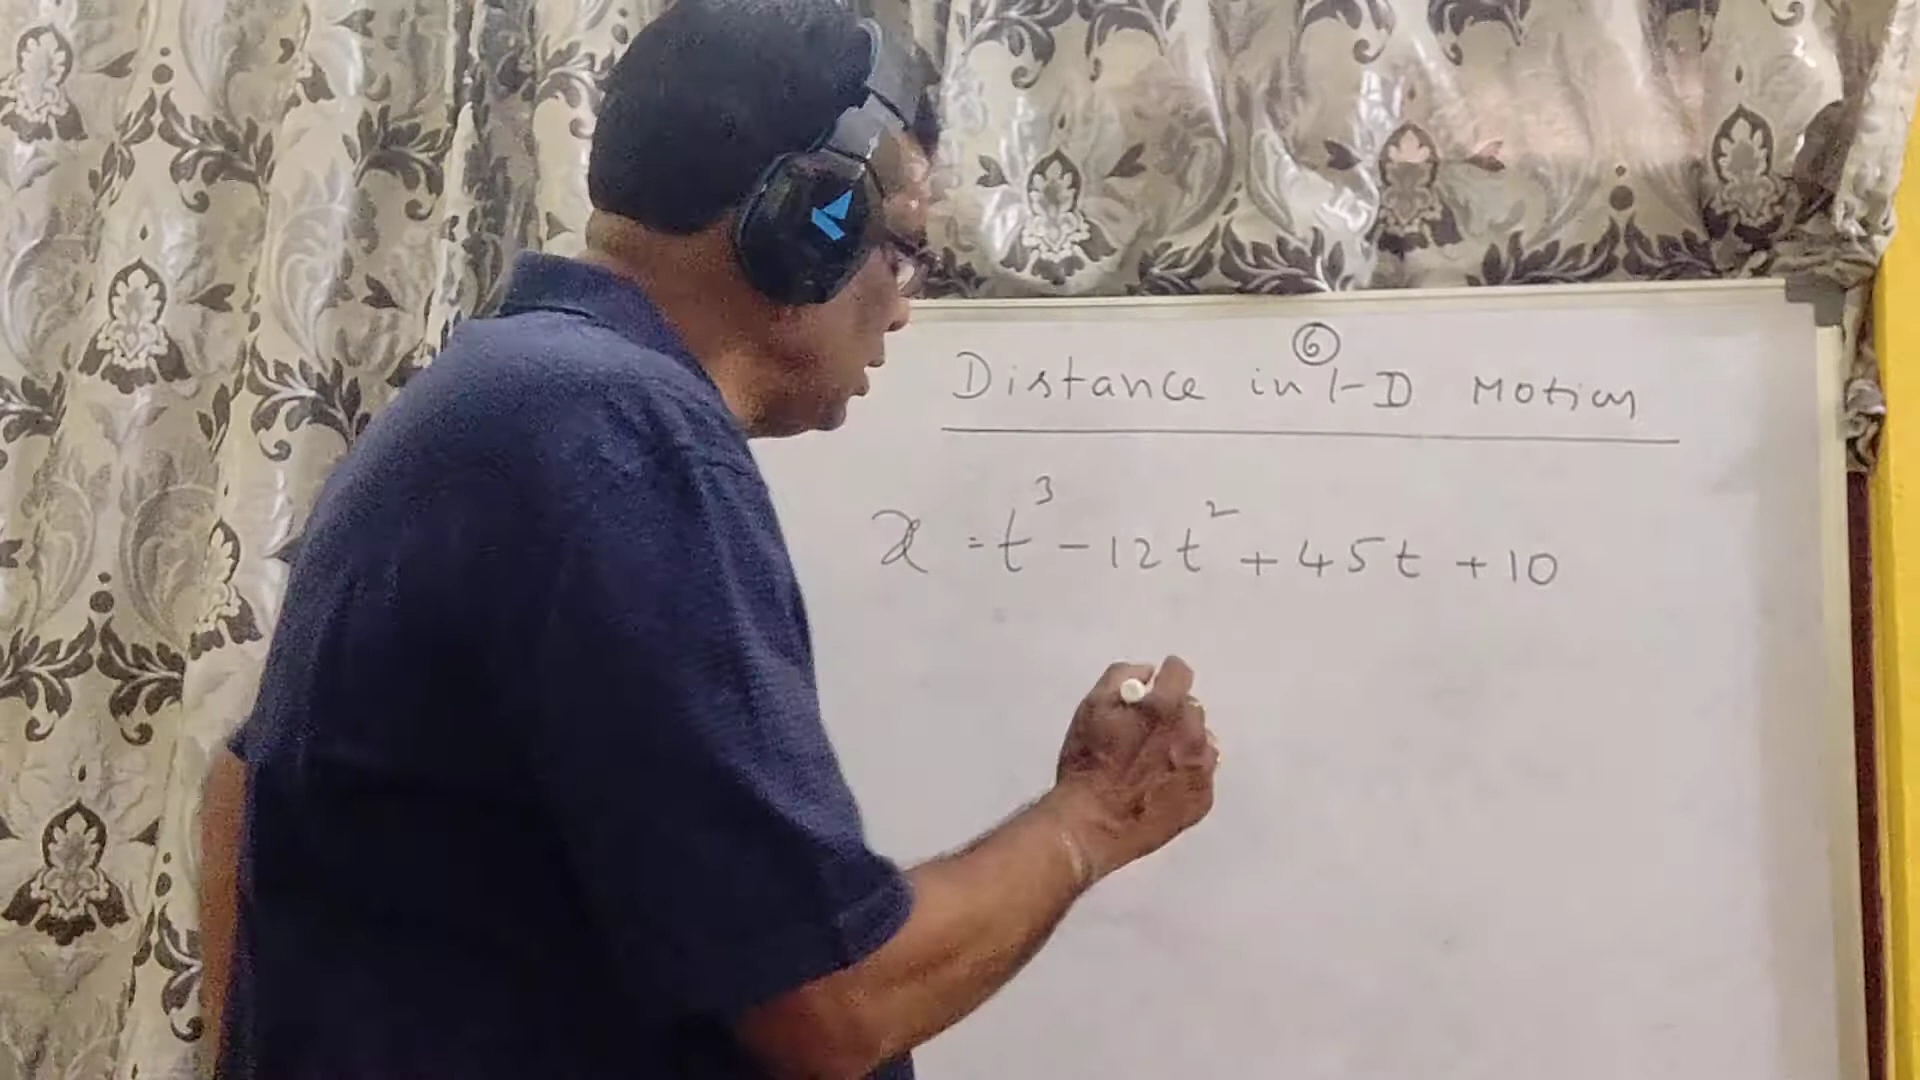 ⑥
Distance in 1-D Motion
x = t³ - 12t² + 45t + 10